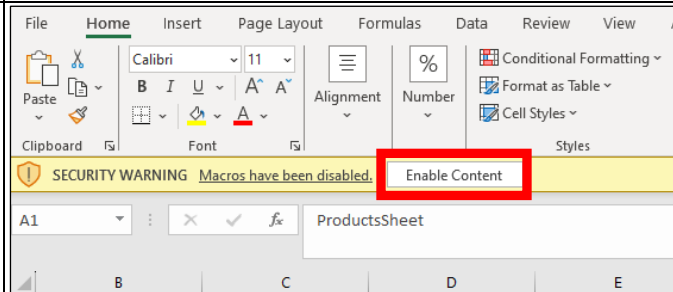 File Home Insert Page Layout Formulas Data Review View
Calibri 11 % Conditional Formatting
B I U A^ Aˇ Format as Table
Paste A Alignment Number Cell Styles
Clipboard Font Styles
SECURITY WARNING Macros have been disabled. Enable Content
A1 fx ProductsSheet
B C D E